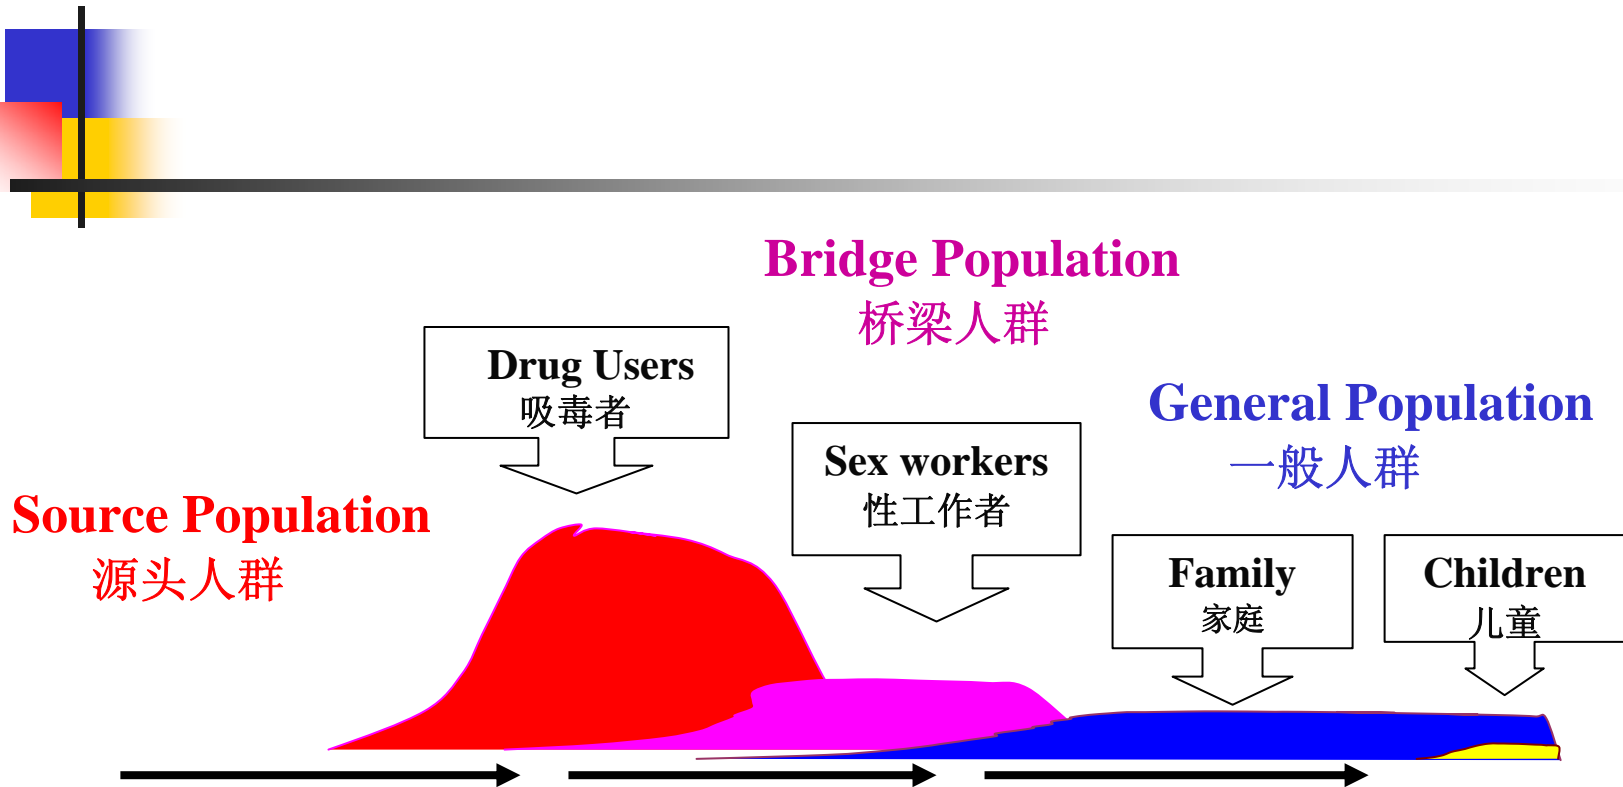 Bridge Population
桥梁人群
Drug Users
吸毒者
General Population
一般人群
Sex workers
性工作者
Source Population
源头人群
Family
家庭
Children
儿童